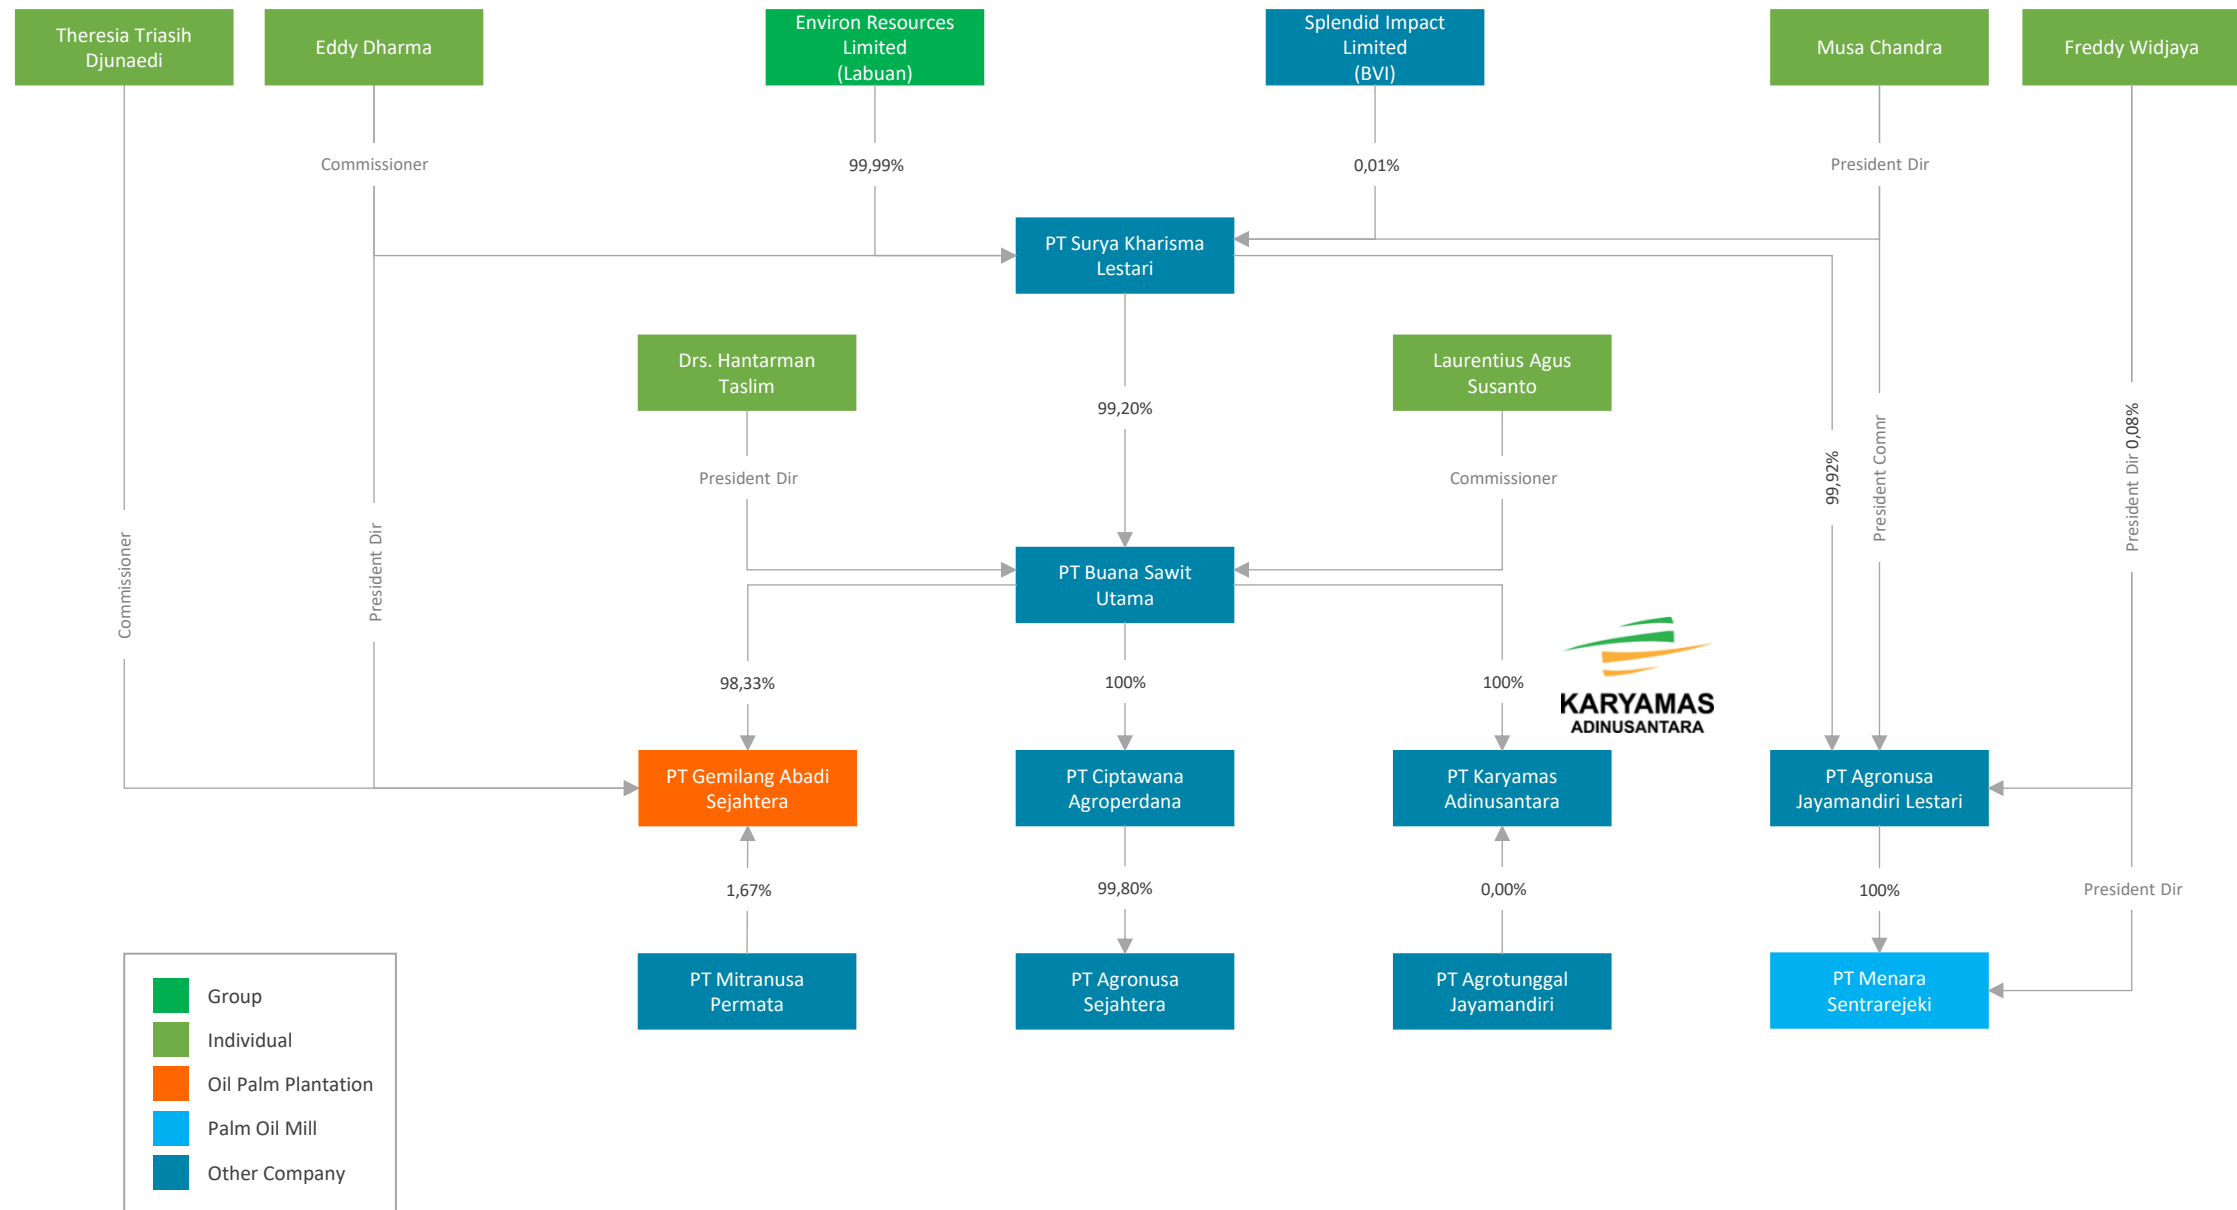 Theresia Triasih
Djunaedi
Eddy Dharma
Environ Resources
Limited
(Labuan)
Splendid Impact
Limited
(BVI)
Musa Chandra
Freddy Widjaya
Commissioner
99,99%
0,01%
President Dir
PT Surya Kharisma
Lestari
Drs. Hantarman
Taslim
Laurentius Agus
Susanto
99,20%
99,92%
President Comnr
President Dir 0,08%
President Dir
Commissioner
Commissioner
President Dir
PT Buana Sawit
Utama
98,33%
100%
100%
KARYAMAS
ADINUSANTARA
PT Gemilang Abadi
Sejahtera
PT Ciptawana
Agroperdana
PT Karyamas
Adinusantara
PT Agronusa
Jayamandiri Lestari
1,67%
99,80%
0,00%
100%
President Dir
PT Mitranusa
Permata
PT Agronusa
Sejahtera
PT Agrotunggal
Jayamandiri
PT Menara
Sentrarejeki
Group
Individual
Oil Palm Plantation
Palm Oil Mill
Other Company